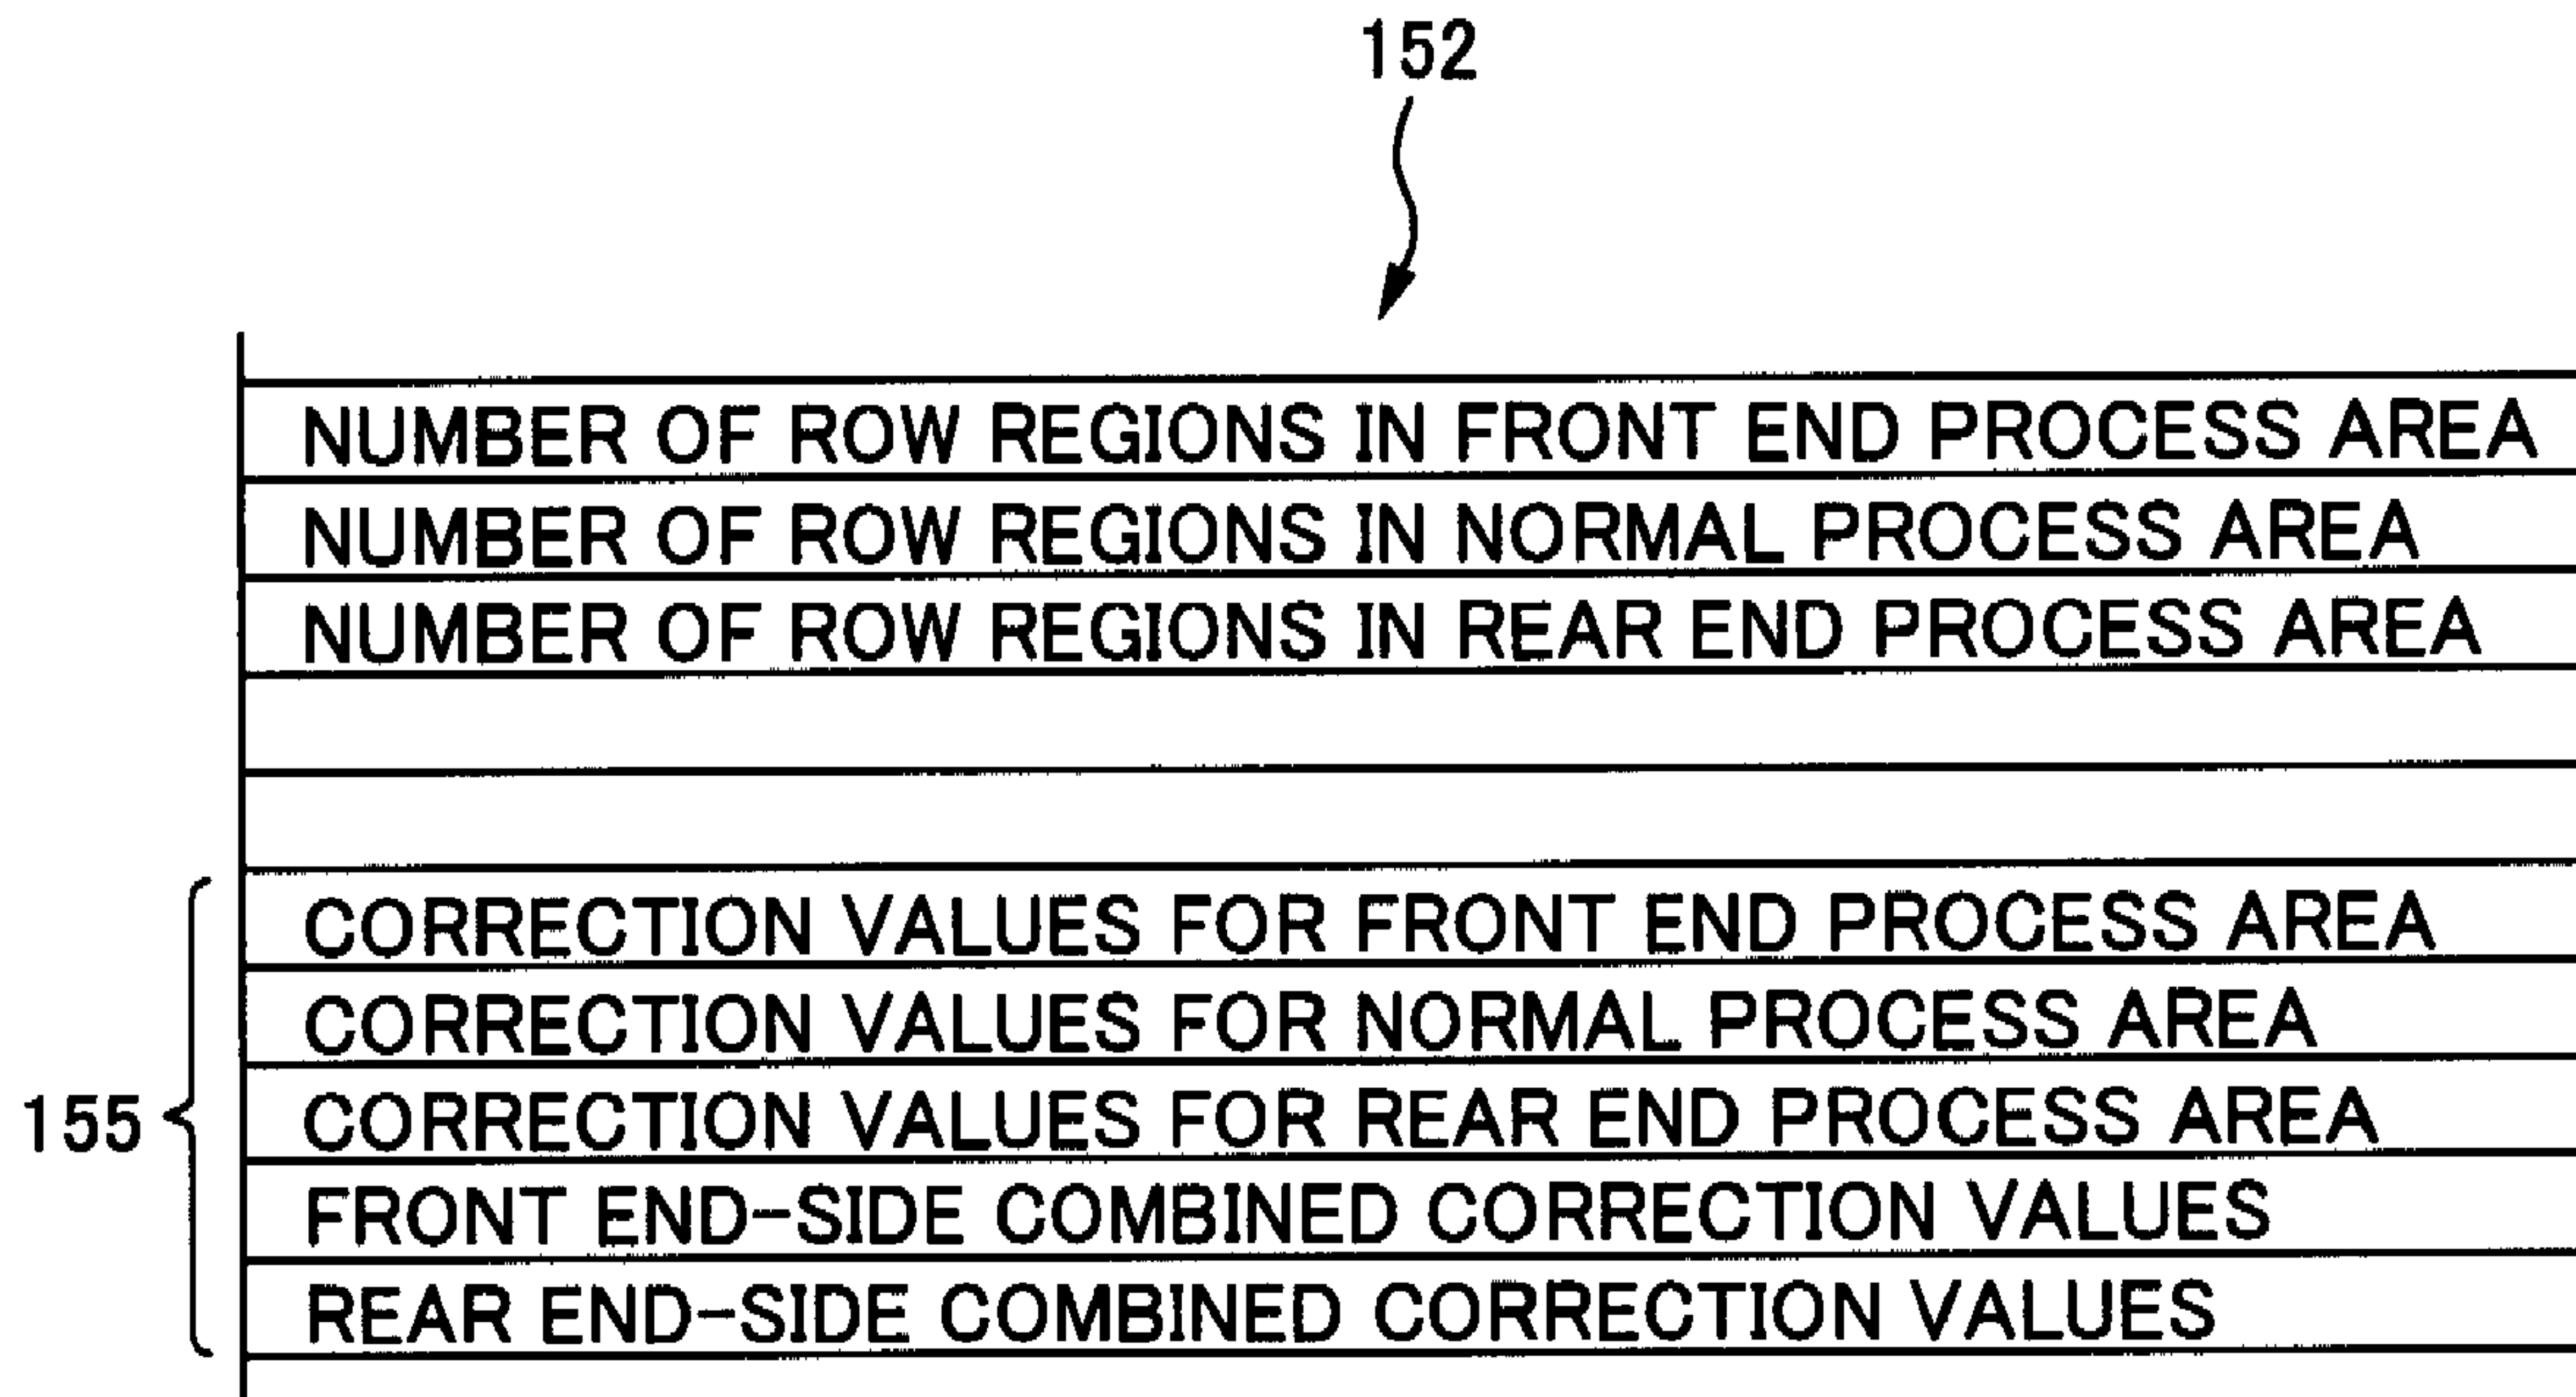 152
NUMBER OF ROW REGIONS IN FRONT END PROCESS AREA
NUMBER OF ROW REGIONS IN NORMAL PROCESS AREA
NUMBER OF ROW REGIONS IN REAR END PROCESS AREA
CORRECTION VALUES FOR FRONT END PROCESS AREA
CORRECTION VALUES FOR NORMAL PROCESS AREA
155
CORRECTION VALUES FOR REAR END PROCESS AREA
FRONT END-SIDE COMBINED CORRECTION VALUES
REAR END-SIDE COMBINED CORRECTION VALUES